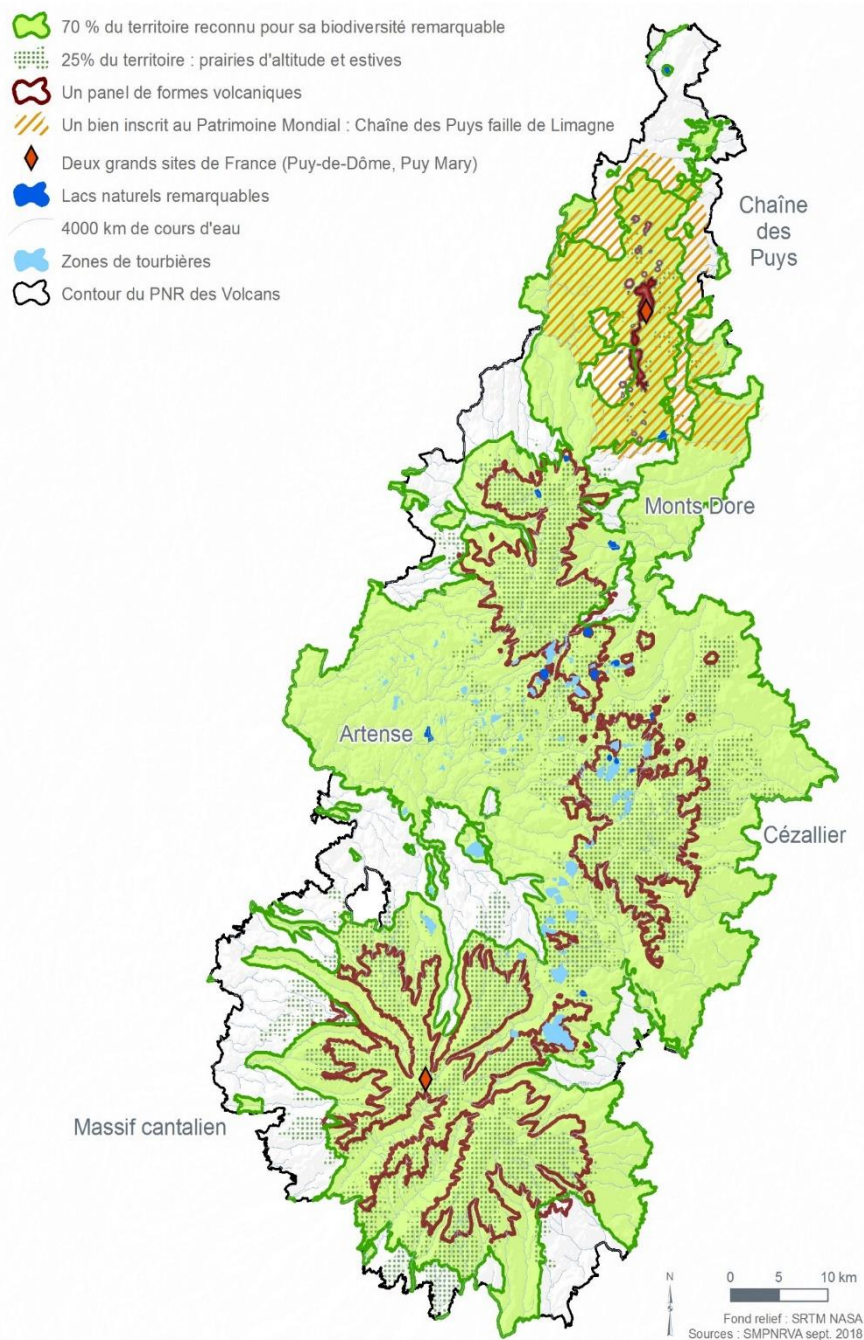 70 % du territoire reconnu pour sa biodiversité remarquable
25% du territoire : prairies d'altitude et estives
Un panel de formes volcaniques
Un bien inscrit au Patrimoine Mondial : Chaîne des Puys faille de Limagne
Deux grands sites de France (Puy-de-Dôme, Puy Mary)
Lacs naturels remarquables
4000 km de cours d'eau
Zones de tourbières
Contour du PNR des Volcans
Chaîne
des
Puys
Monts Dore
Artense
Cézallier
Massif cantalien
N
0 5 10 km
Fond relief : SRTM NASA
Sources : SMPNRVA sept. 2018